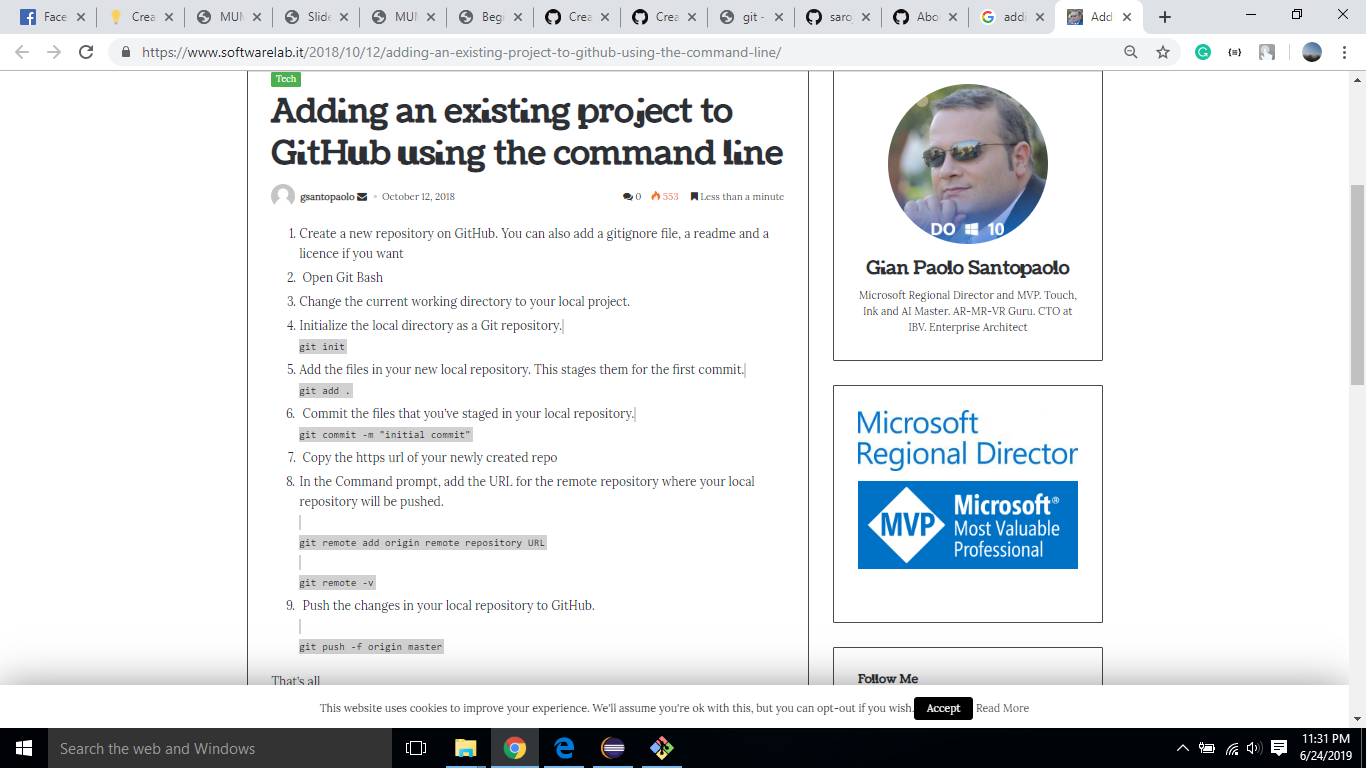 Face
Crea
MUM
Slide
MUM
Begi
Crea
Crea
git -
saro
Abo
addi
Add
https://www.softwarelab.it/2018/10/12/adding-an-existing-project-to-github-using-the-command-line/
Tech
Adding an existing project to
GitHub using the command line
gsantopaolo • October 12, 2018 0 553 Less than a minute
1. Create a new repository on GitHub. You can also add a gitignore file, a readme and a
licence if you want
2. Open Git Bash
3. Change the current working directory to your local project.
4. Initialize the local directory as a Git repository.
git init
5. Add the files in your new local repository. This stages them for the first commit.
git add .
6. Commit the files that you've staged in your local repository.
git commit -m "initial commit"
7. Copy the https url of your newly created repo
8. In the Command prompt, add the URL for the remote repository where your local
repository will be pushed.
git remote add origin remote repository URL
git remote -v
9. Push the changes in your local repository to GitHub.
git push -f origin master
That's all
DO 10
Gian Paolo Santopaolo
Microsoft Regional Director and MVP. Touch,
Ink and AI Master. AR-MR-VR Guru. CTO at
IBV. Enterprise Architect
Microsoft
Regional Director
MVP
Microsoft®
Most Valuable
Professional
Follow Me
This website uses cookies to improve your experience. We'll assume you're ok with this, but you can opt-out if you wish. Accept Read More
Search the web and Windows
11:31 PM
6/24/2019